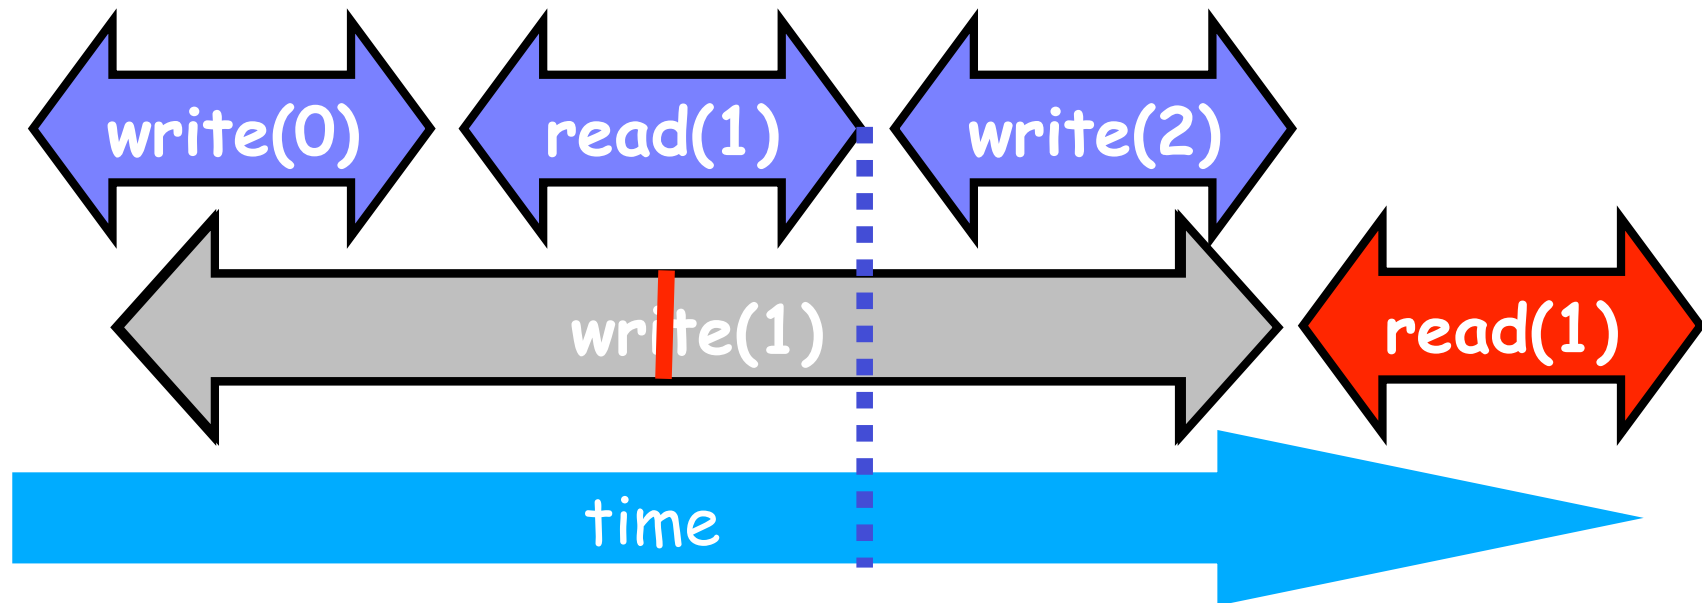 write(0) read(1) write(2)
write(1) read(1)
time